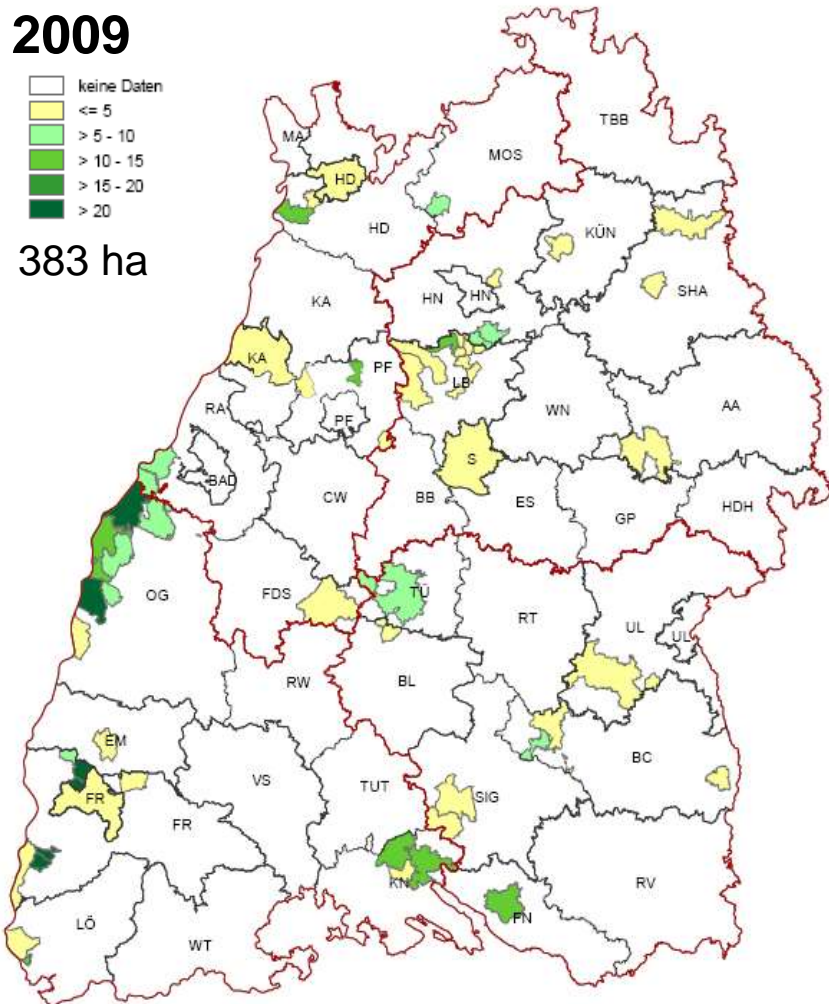 2009
keine Daten
<= 5
> 5 - 10
> 10 - 15
> 15 - 20
> 20
383 ha
TBB
MA
MOS
HD
HD
KÜN
SHA
HN
HN
KA
KA
PF
LB
RA
PF
WN
AA
BAD
S
CW
BB
ES
GP
HDH
OG
FDS
TÜ
RT
UL
UL
RW
BL
EM
VS
TUT
SIG
BC
FR
FR
KN
RV
FN
LÖ
WT